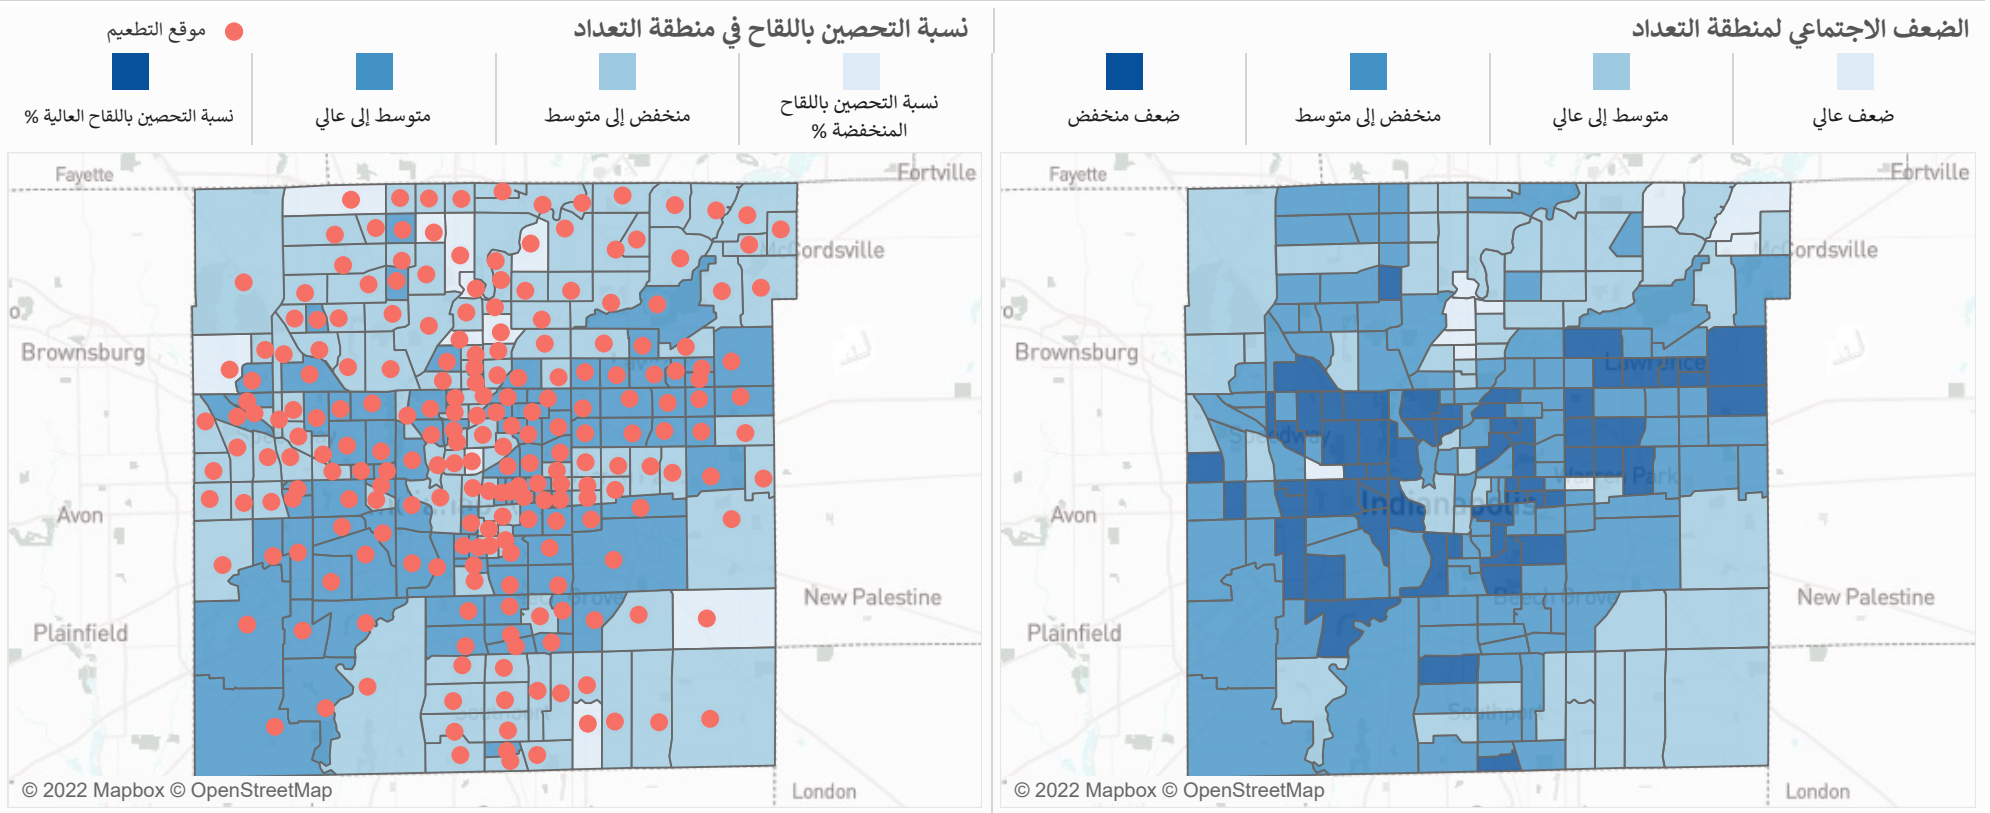 الضعف الاجتماعي لمنطقة التعداد
ضعف عالي
متوسط إلى عالي
منخفض إلى متوسط
ضعف منخفض
Fayette
Fortville
McCordsville
Brownsburg
Lawrence
Speedway
Warren Park
Indianapolis
Avon
Beech Grove
New Palestine
Plainfield
Southport
London
© 2022 Mapbox © OpenStreetMap
نسبة التحصين باللقاح في منطقة التعداد
موقع التطعيم
نسبة التحصين باللقاح المنخفضة %
منخفض إلى متوسط
متوسط إلى عالي
نسبة التحصين باللقاح العالية %
Fayette
Fortville
McCordsville
Brownsburg
Avon
New Palestine
Plainfield
Southport
London
© 2022 Mapbox © OpenStreetMap